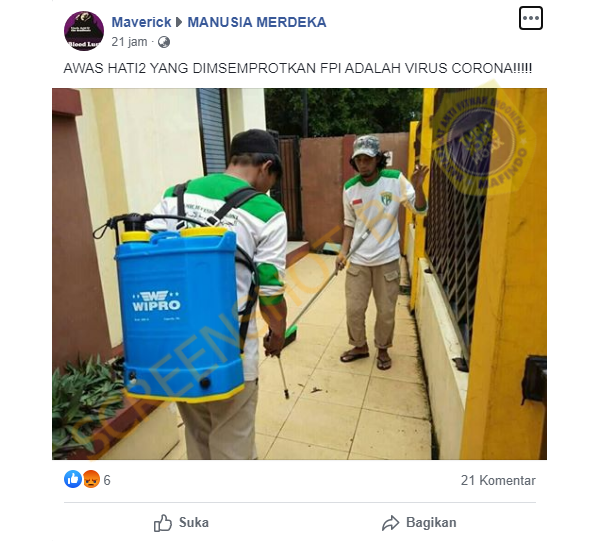 Maverick ▸ MANUSIA MERDEKA
21 jam ·
AWAS HATI2 YANG DIMSEMPROTKAN FPI ADALAH VIRUS CORONA!!!!!
WIPRO
SCREENSHOT
6
21 Komentar
Suka
Bagikan